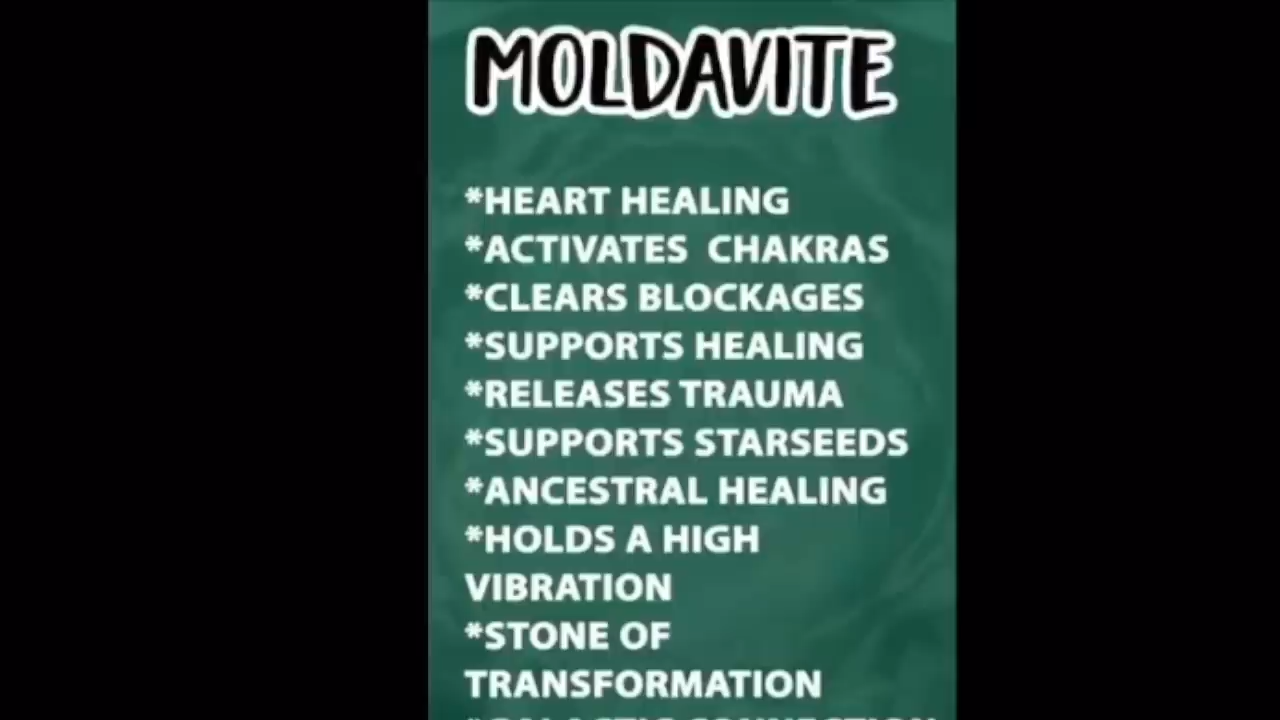 MOLDAVITE
*HEART HEALING
*ACTIVATES CHAKRAS
*CLEARS BLOCKAGES
*SUPPORTS HEALING
*RELEASES TRAUMA
*SUPPORTS STARSEEDS
*ANCESTRAL HEALING
*HOLDS A HIGH
VIBRATION
*STONE OF
TRANSFORMATION